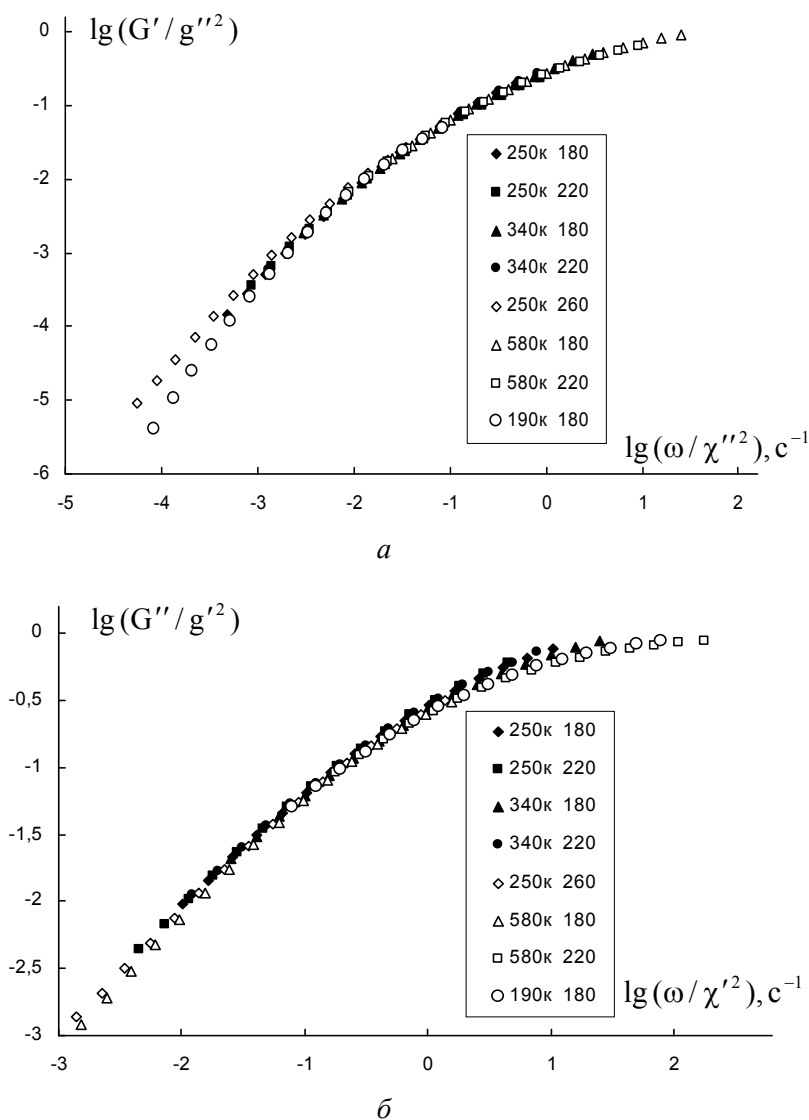 lg (G′ / g″²)
0
-1
-2
-3
-4
-5
-6
250к 180
250к 220
340к 180
340к 220
250к 260
580к 180
580к 220
190к 180
lg (ω / χ″²), с⁻¹
-5 -4 -3 -2 -1 0 1 2
а
lg (G″ / g′²)
0
-0,5
-1
-1,5
-2
-2,5
-3
250к 180
250к 220
340к 180
340к 220
250к 260
580к 180
580к 220
190к 180
lg (ω / χ′²), с⁻¹
-3 -2 -1 0 1 2
б